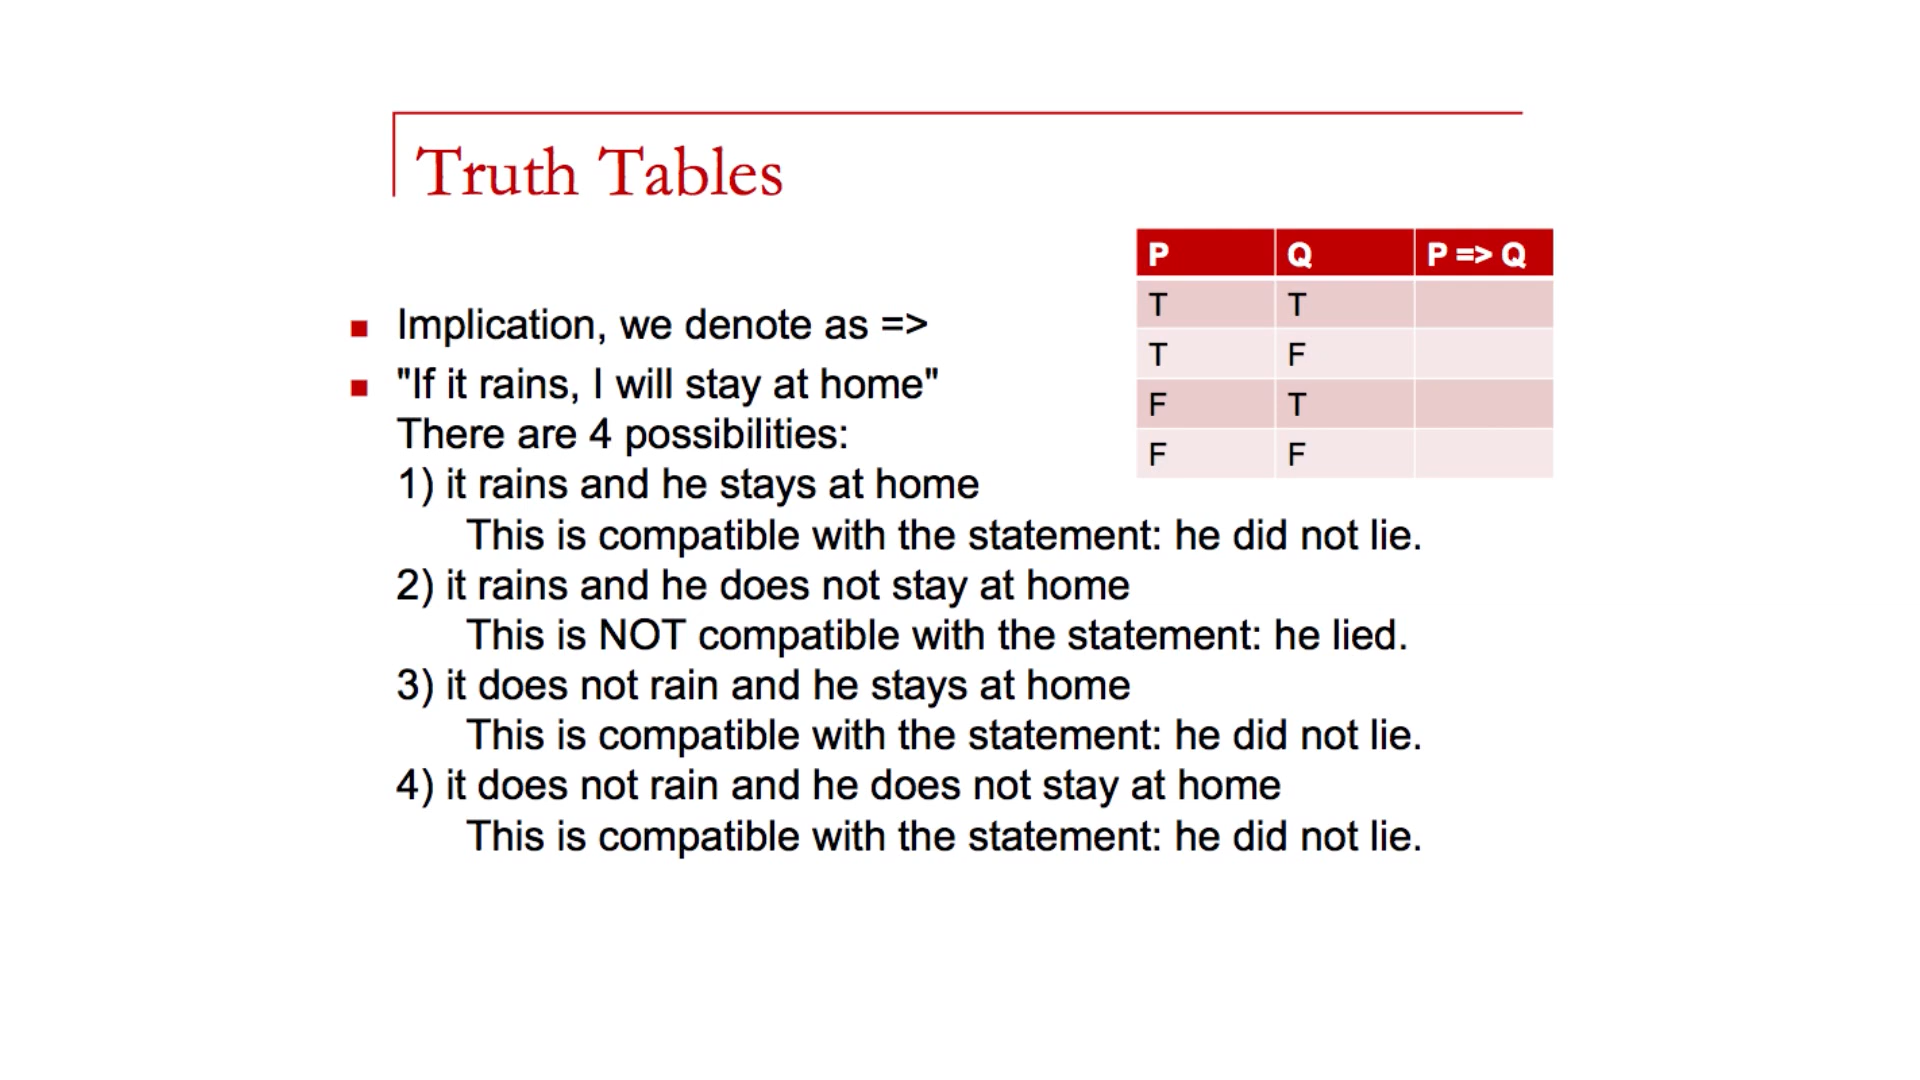 Truth Tables
P Q P => Q
T T
T F
F T
F F
Implication, we denote as =>
"If it rains, I will stay at home"
There are 4 possibilities:
1) it rains and he stays at home
This is compatible with the statement: he did not lie.
2) it rains and he does not stay at home
This is NOT compatible with the statement: he lied.
3) it does not rain and he stays at home
This is compatible with the statement: he did not lie.
4) it does not rain and he does not stay at home
This is compatible with the statement: he did not lie.